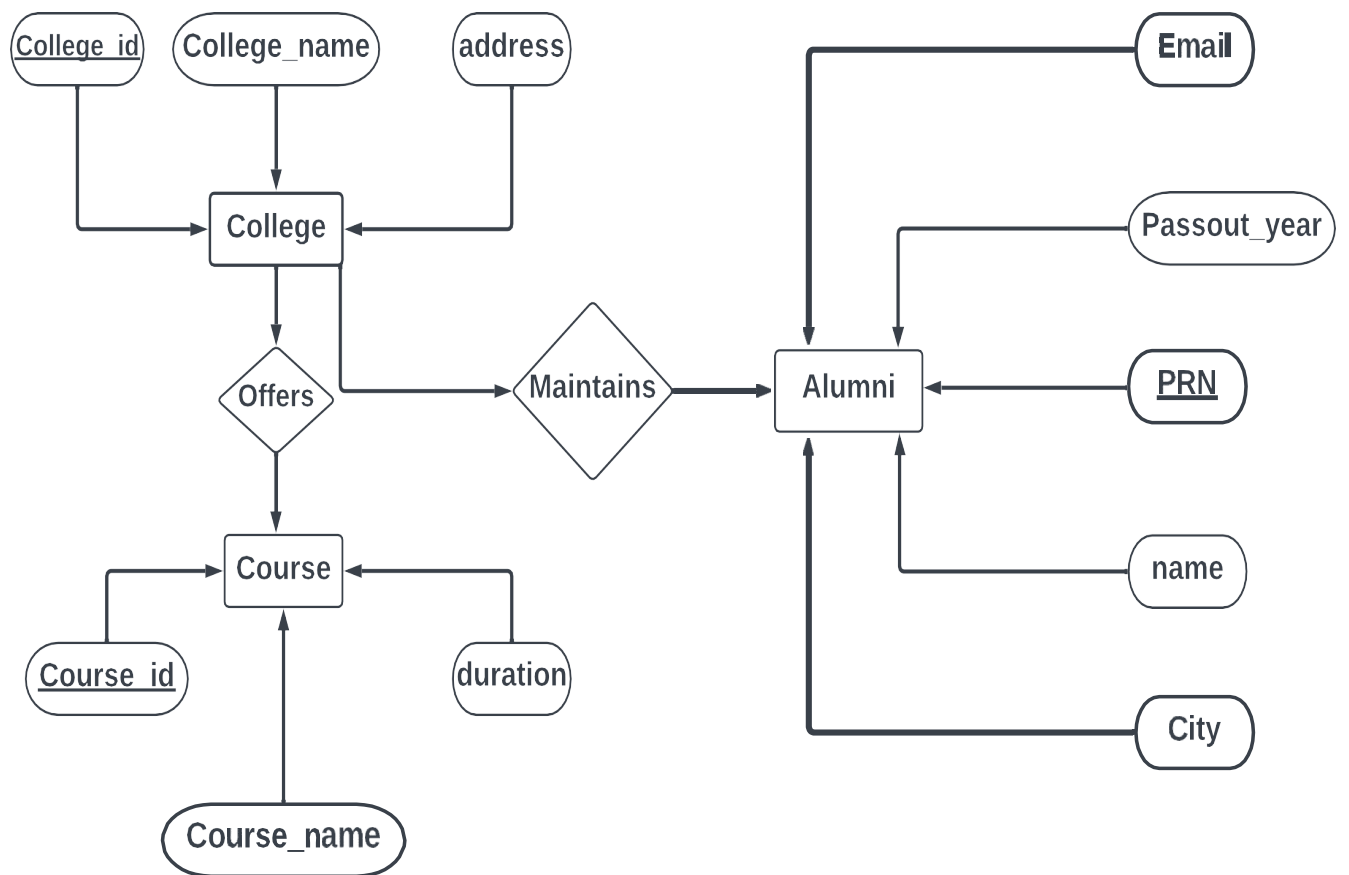 College_id
College_name
address
Email
College
Passout_year
Offers
Maintains
Alumni
PRN
Course
name
Course_id
duration
City
Course_name